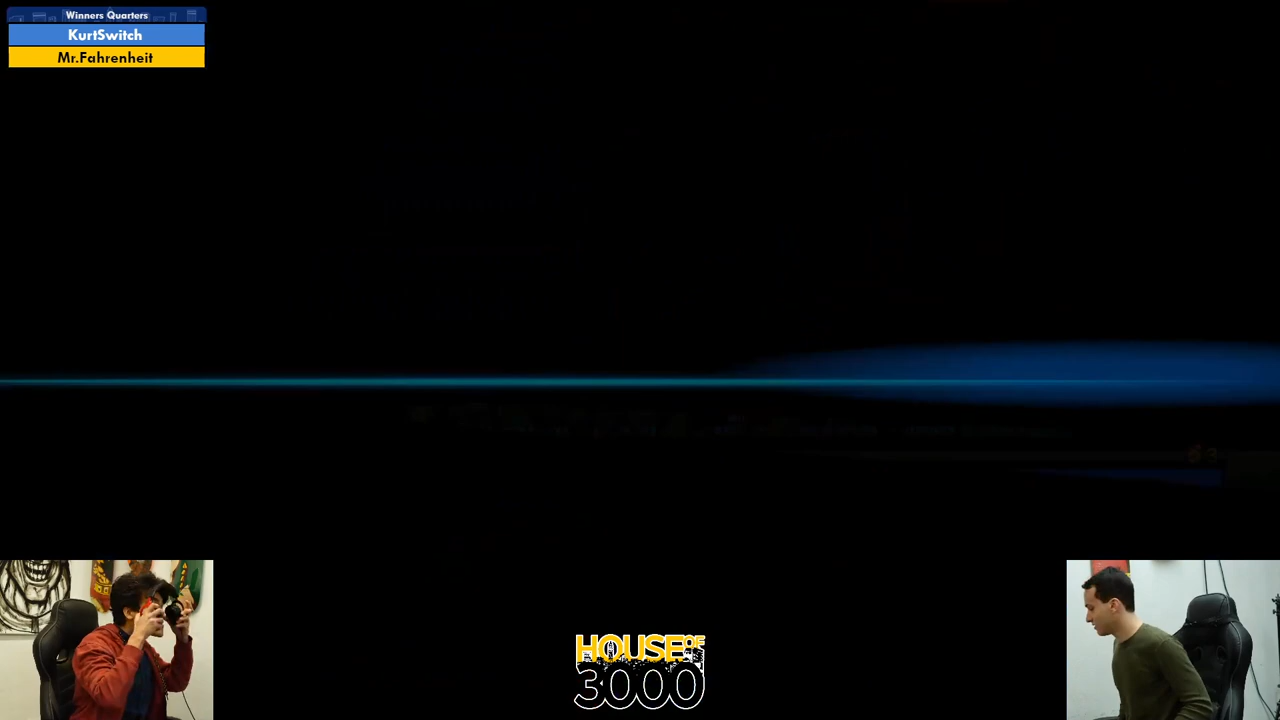 Winners Quarters
KurtSwitch
Mr.Fahrenheit
HOUSE OF
3000